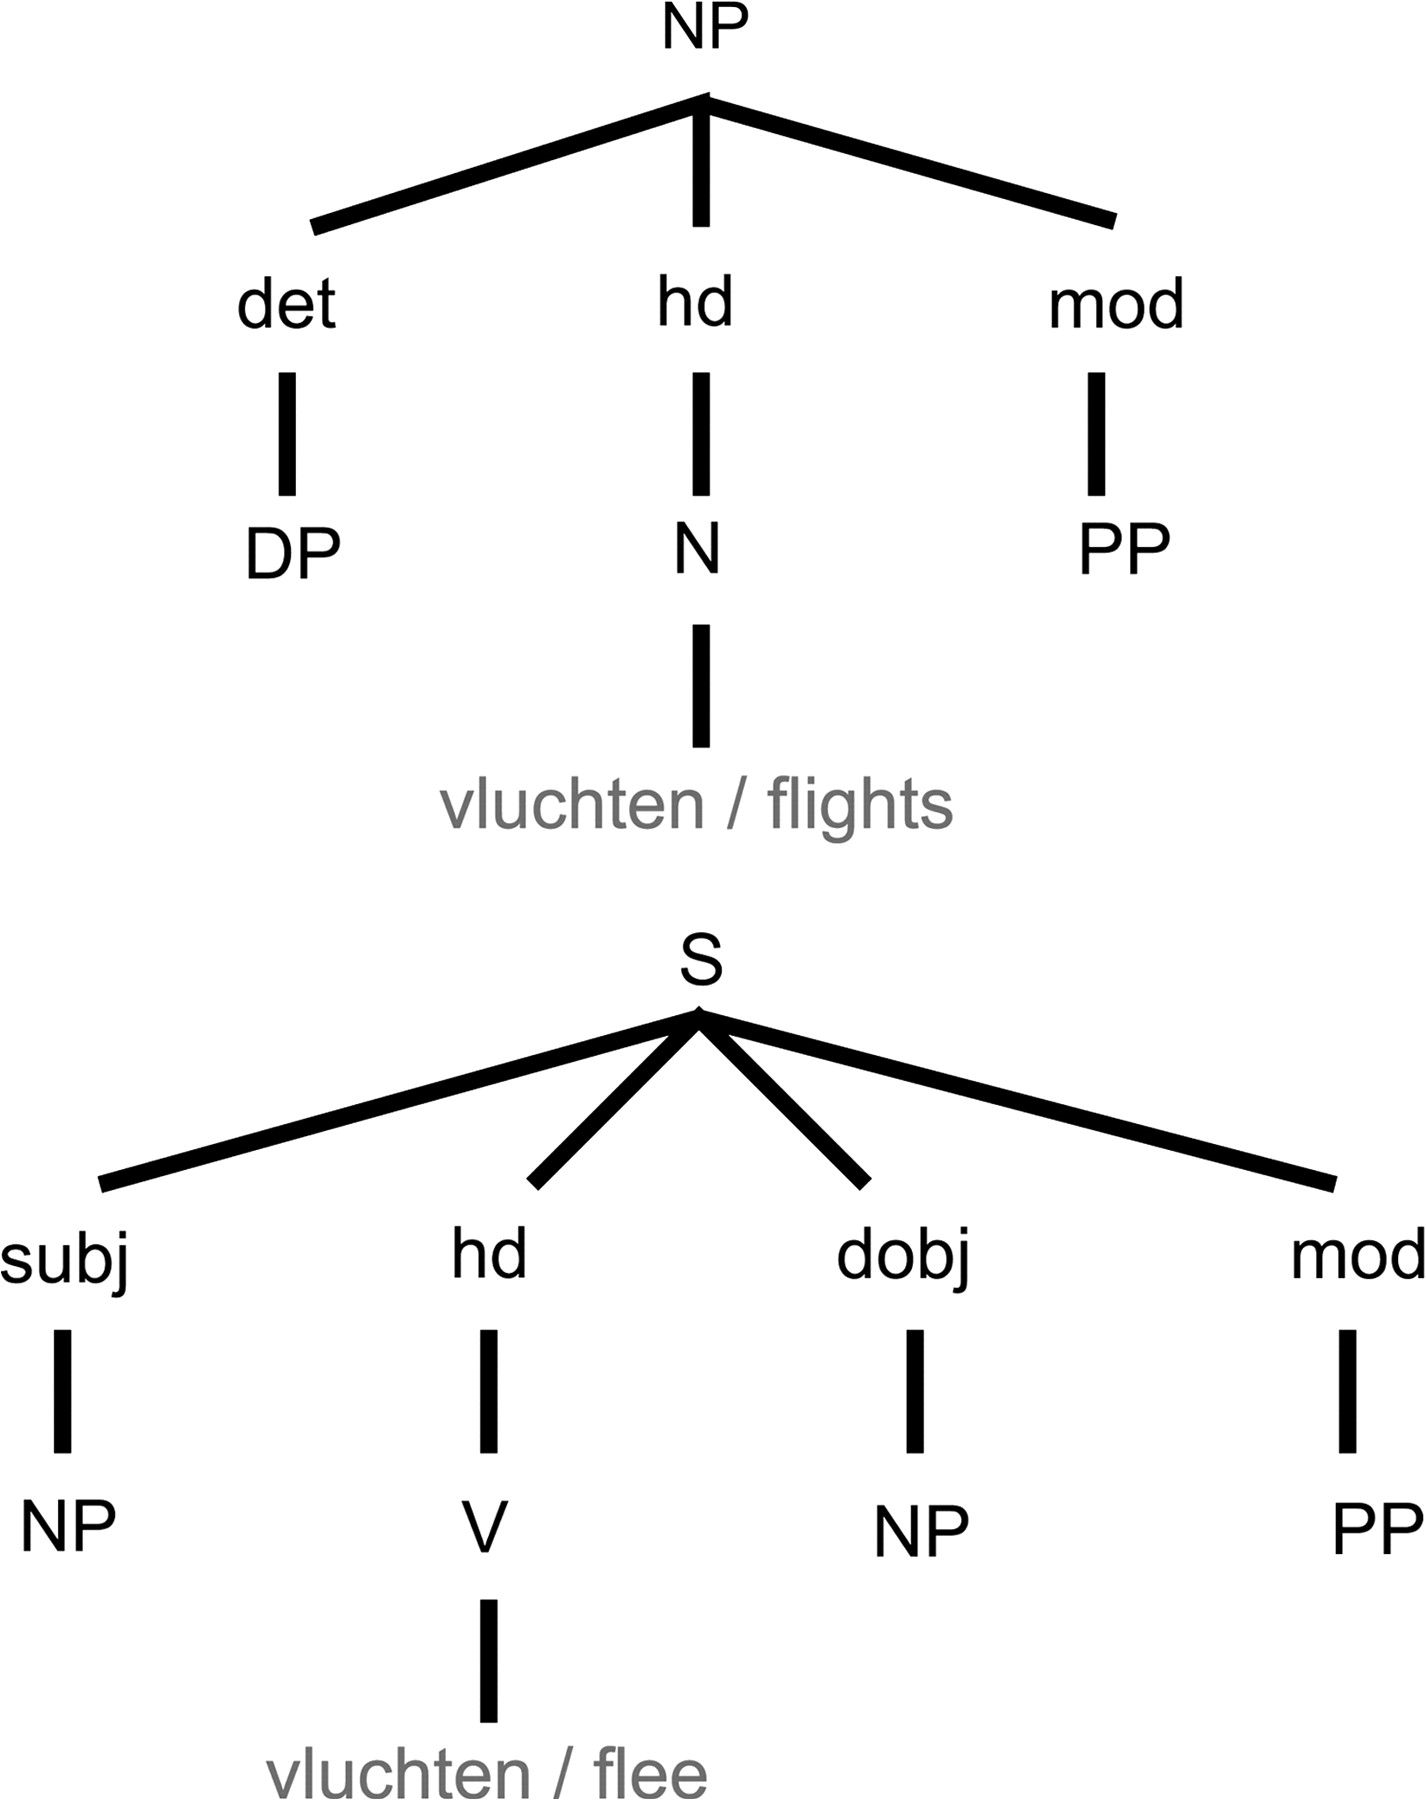 NP
det hd mod
DP N PP
vluchten / flights
S
subj hd dobj mod
NP V NP PP
vluchten / flee